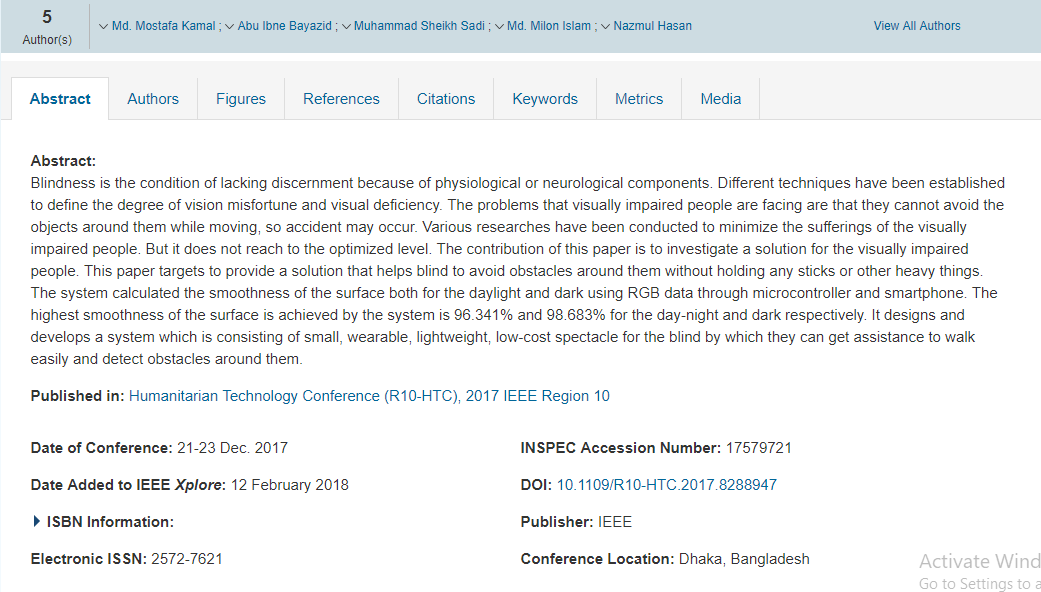 5
Author(s)
Md. Mostafa Kamal ; Abu Ibne Bayazid ; Muhammad Sheikh Sadi ; Md. Milon Islam ; Nazmul Hasan
View All Authors
Abstract Authors Figures References Citations Keywords Metrics Media
Abstract:
Blindness is the condition of lacking discernment because of physiological or neurological components. Different techniques have been established
to define the degree of vision misfortune and visual deficiency. The problems that visually impaired people are facing are that they cannot avoid the
objects around them while moving, so accident may occur. Various researches have been conducted to minimize the sufferings of the visually
impaired people. But it does not reach to the optimized level. The contribution of this paper is to investigate a solution for the visually impaired
people. This paper targets to provide a solution that helps blind to avoid obstacles around them without holding any sticks or other heavy things.
The system calculated the smoothness of the surface both for the daylight and dark using RGB data through microcontroller and smartphone. The
highest smoothness of the surface is achieved by the system is 96.341% and 98.683% for the day-night and dark respectively. It designs and
develops a system which is consisting of small, wearable, lightweight, low-cost spectacle for the blind by which they can get assistance to walk
easily and detect obstacles around them.
Published in: Humanitarian Technology Conference (R10-HTC), 2017 IEEE Region 10
Date of Conference: 21-23 Dec. 2017
INSPEC Accession Number: 17579721
Date Added to IEEE Xplore: 12 February 2018
DOI: 10.1109/R10-HTC.2017.8288947
ISBN Information:
Publisher: IEEE
Electronic ISSN: 2572-7621
Conference Location: Dhaka, Bangladesh
Activate Wind
Go to Settings to a